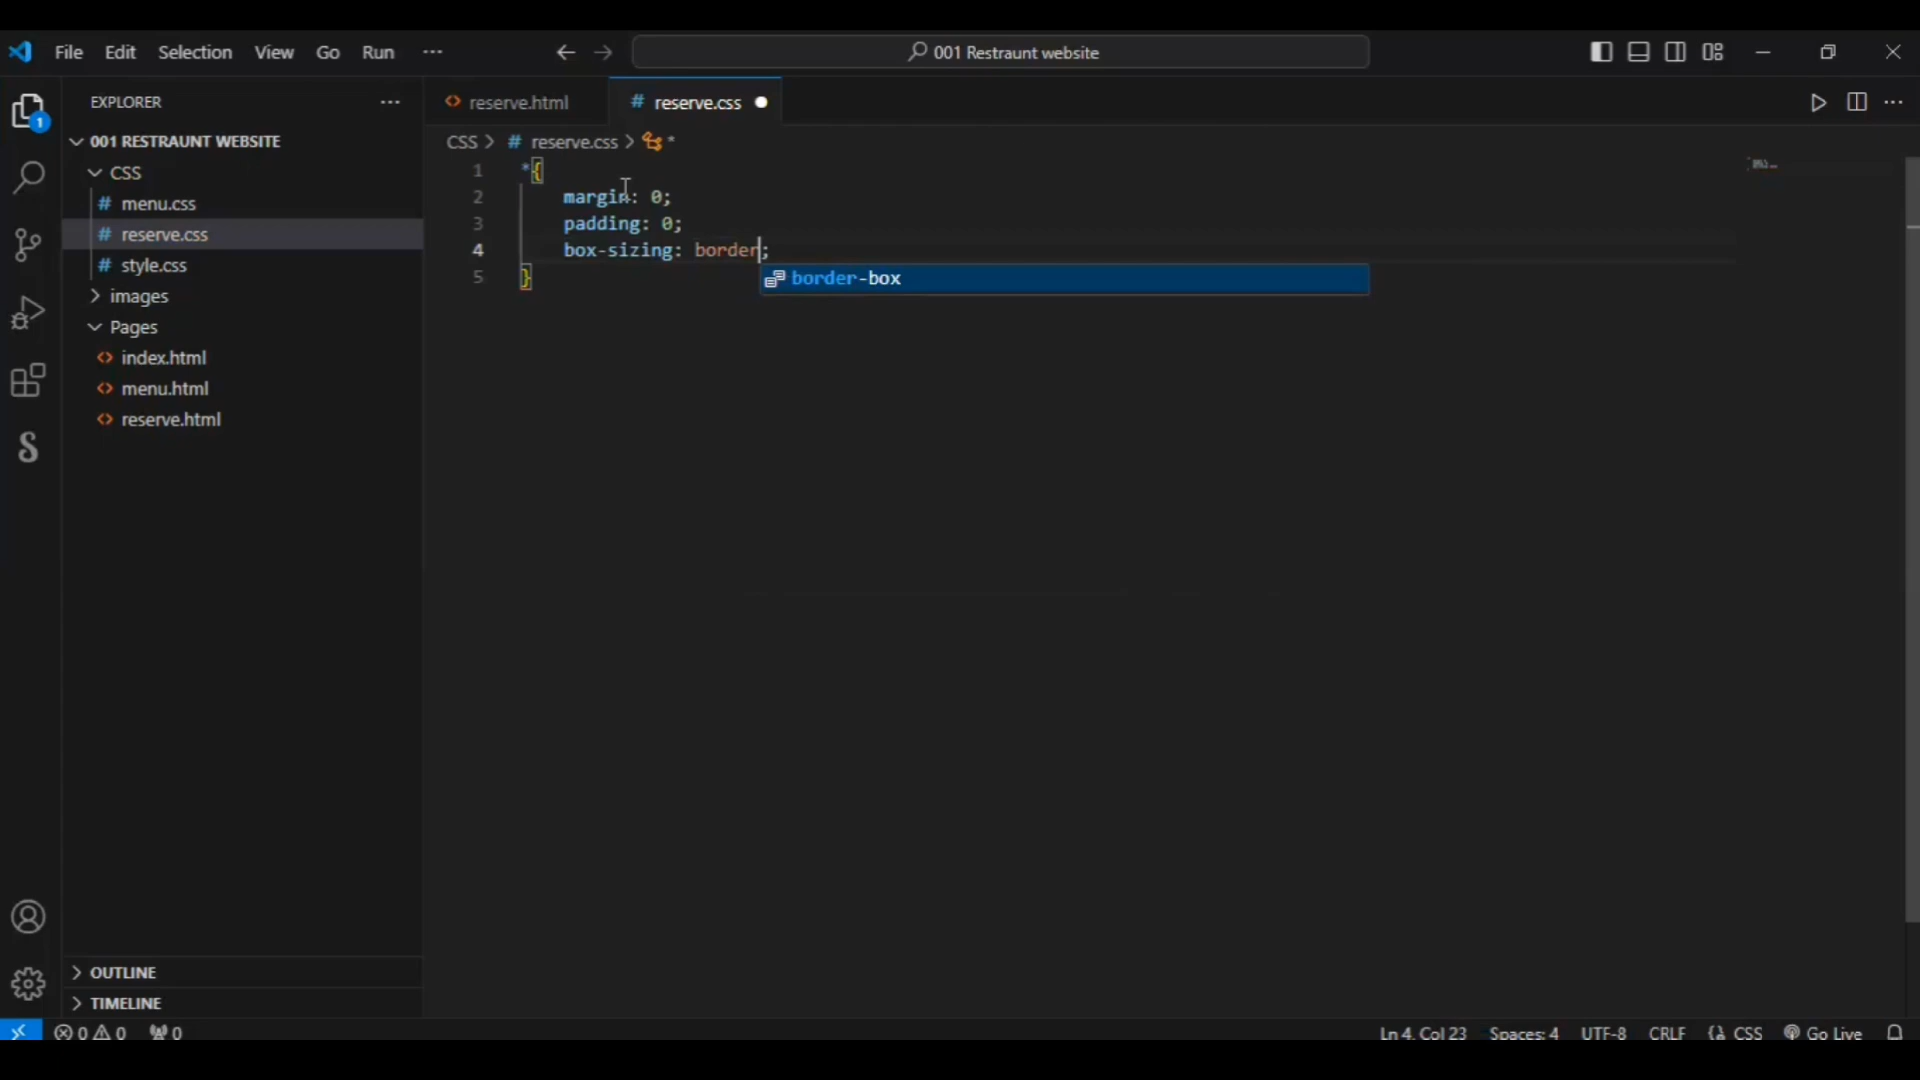 File Edit Selection View Go Run ··· 001 Restraunt website
EXPLORER ···
reserve.html # reserve.css
001 RESTRAUNT WEBSITE
CSS
# menu.css
# reserve.css
# style.css
images
Pages
<> index.html
<> menu.html
<> reserve.html
OUTLINE
TIMELINE
CSS > # reserve.css > *
1 *{
2 margin: 0;
3 padding: 0;
4 box-sizing: border;
border-box
5 }
1
0 0 0
Ln 4, Col 23 Spaces: 4 UTF-8 CRLF {} CSS Go Live